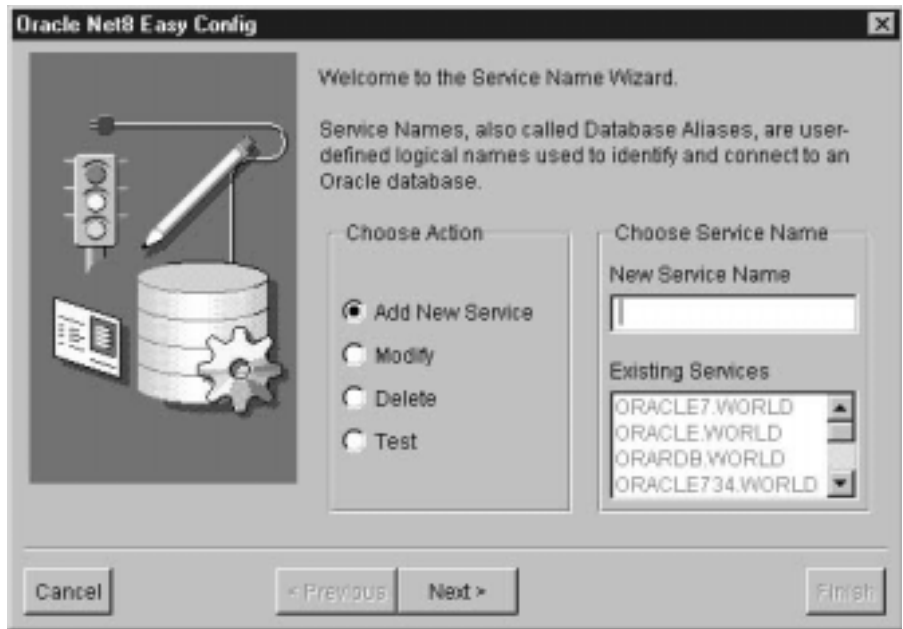 Oracle Net8 Easy Config
Welcome to the Service Name Wizard.
Service Names, also called Database Aliases, are user-
defined logical names used to identify and connect to an
Oracle database.
Choose Action
Add New Service
Modify
Delete
Test
Choose Service Name
New Service Name
Existing Services
ORACLE7.WORLD
ORACLE.WORLD
ORARDB.WORLD
ORACLE734.WORLD
Cancel
< Previous
Next >
Finish